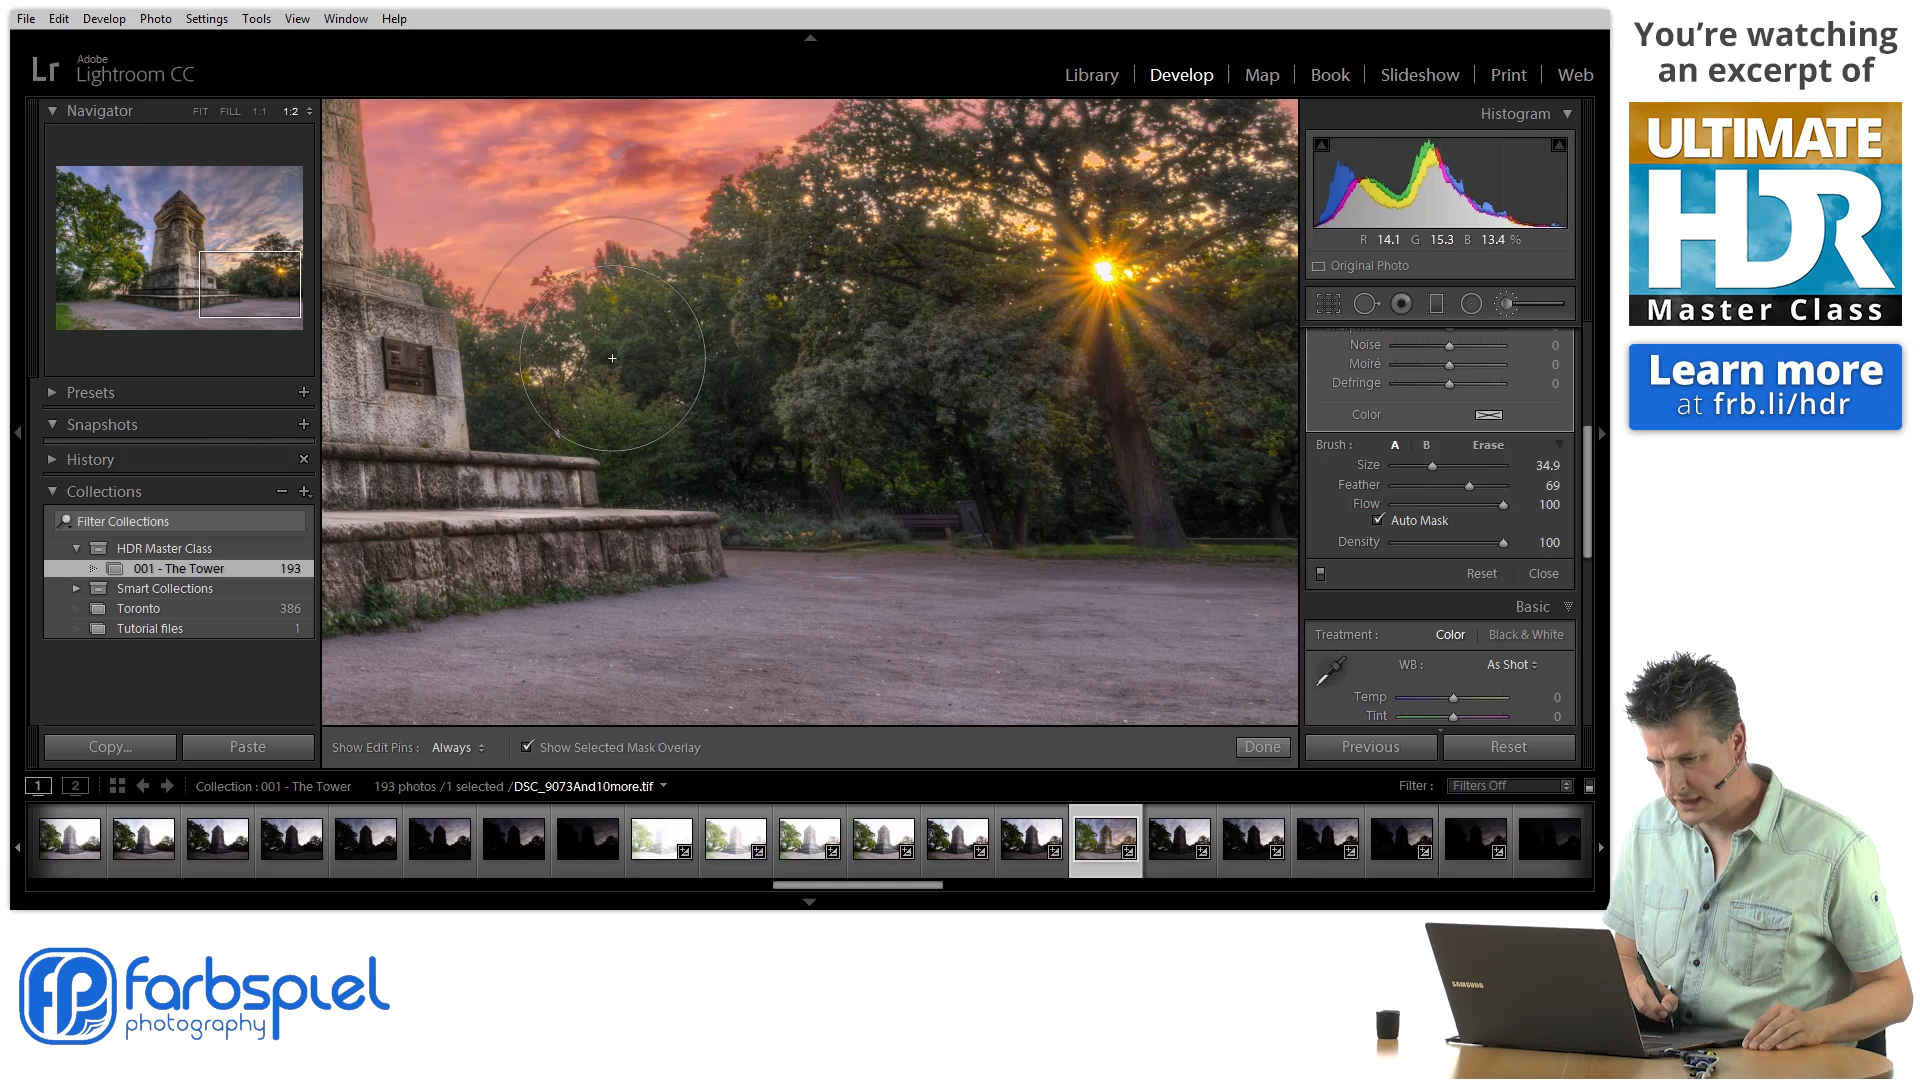 File Edit Develop Photo Settings Tools View Window Help
Lr Adobe
Lightroom CC
Library Develop Map Book Slideshow Print Web
Navigator FIT FILL 1:1 1:2
Presets
Snapshots
History
Collections
Filter Collections
HDR Master Class
001 - The Tower 193
Smart Collections
Toronto 386
Tutorial files 1
Copy... Paste
Show Edit Pins : Always Show Selected Mask Overlay Done
Histogram
R 14.1 G 15.3 B 13.4 %
Original Photo
Noise 0
Moiré 0
Defringe 0
Color
Brush : A B Erase
Size 34.9
Feather 69
Flow 100
Auto Mask
Density 100
Reset Close
Basic
Treatment : Color Black & White
WB : As Shot
Temp 0
Tint 0
Previous Reset
1 2 Collection : 001 - The Tower 193 photos / 1 selected / DSC_9073And10more.tif Filter : Filters Off
You're watching
an excerpt of
ULTIMATE
HDR
Master Class
Learn more
at frb.li/hdr
fp farbspiel
photography
SAMSUNG